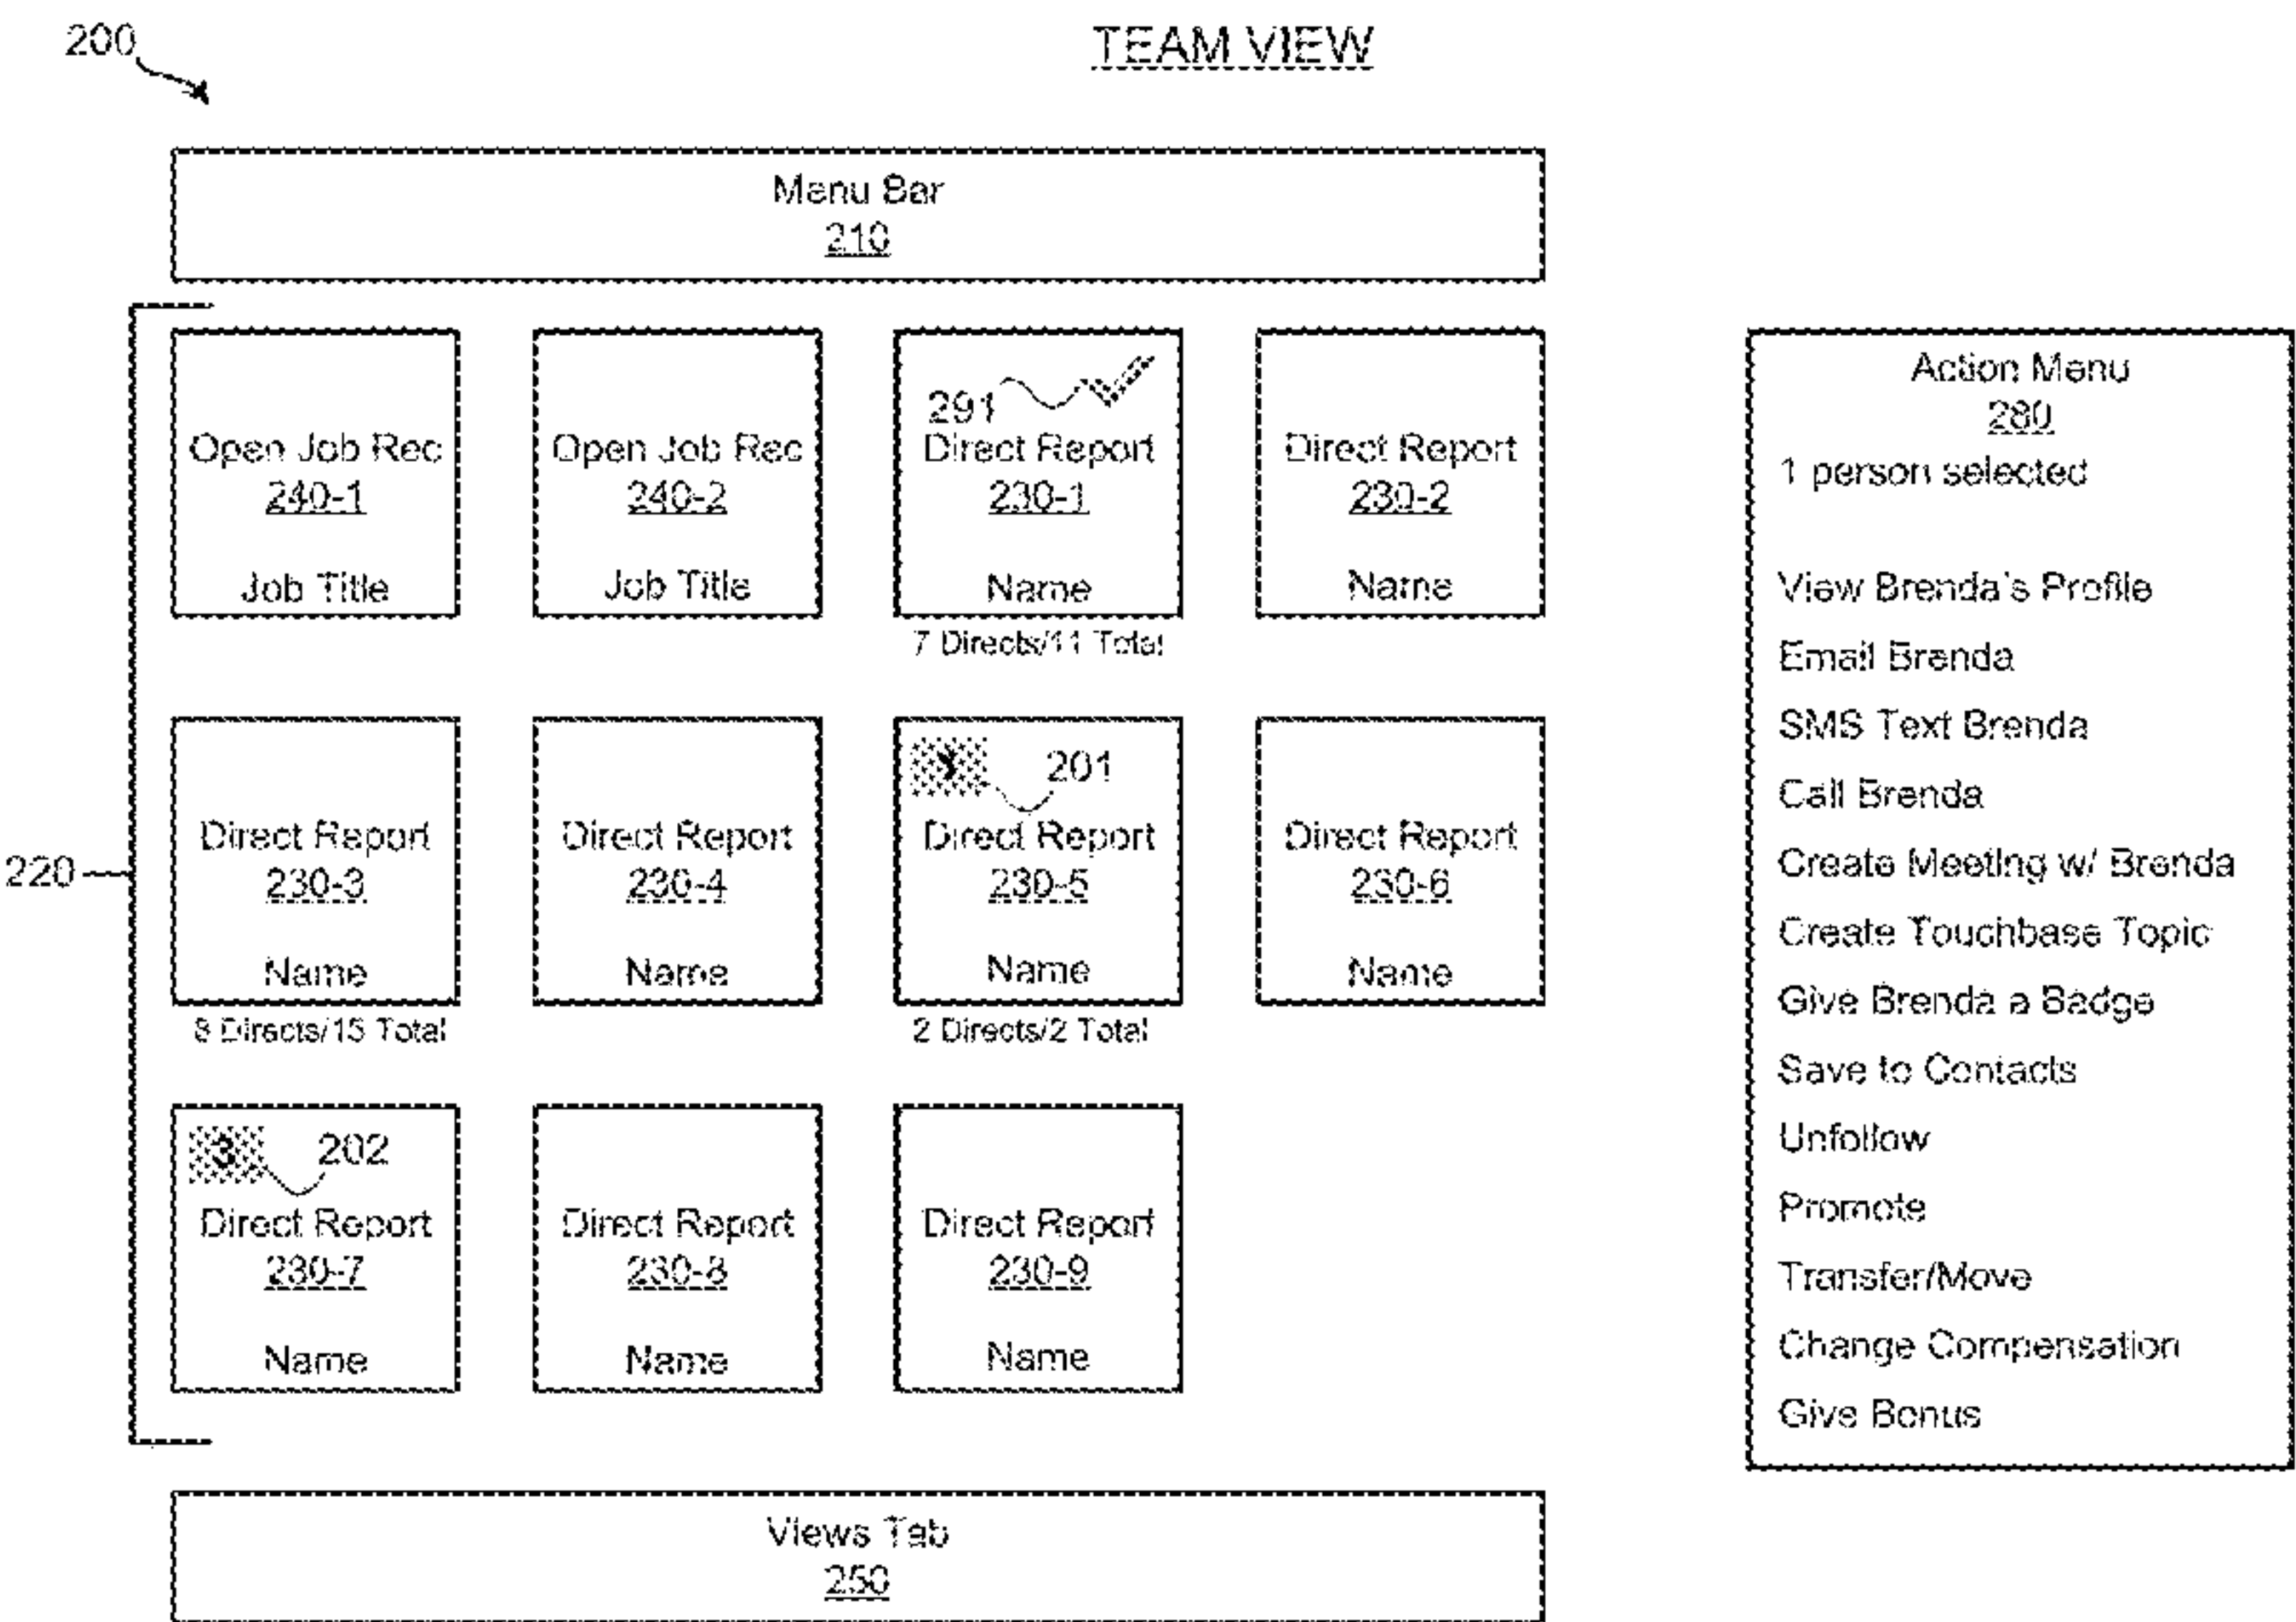 200
TEAM VIEW
Menu Bar
210
Open Job Rec
240-1
Job Title
Open Job Rec
240-2
Job Title
291
Direct Report
230-1
Name
7 Directs/11 Total
Direct Report
230-2
Name
220
Direct Report
230-3
Name
Directs/15 Total
Direct Report
230-4
Name
201
Direct Report
230-5
Name
2 Directs/2 Total
Direct Report
230-6
Name
3
202
Direct Report
230-7
Name
Direct Report
230-8
Name
Direct Report
230-9
Name
Views Tab
250
Action Menu
280
1 person selected
View Brenda's Profile
Email Brenda
SMS Text Brenda
Call Brenda
Create Meeting w/ Brenda
Create Touchbase Topic
Give Brenda a Badge
Save to Contacts
Unfollow
Promote
Transfer/Move
Change Compensation
Give Bonus